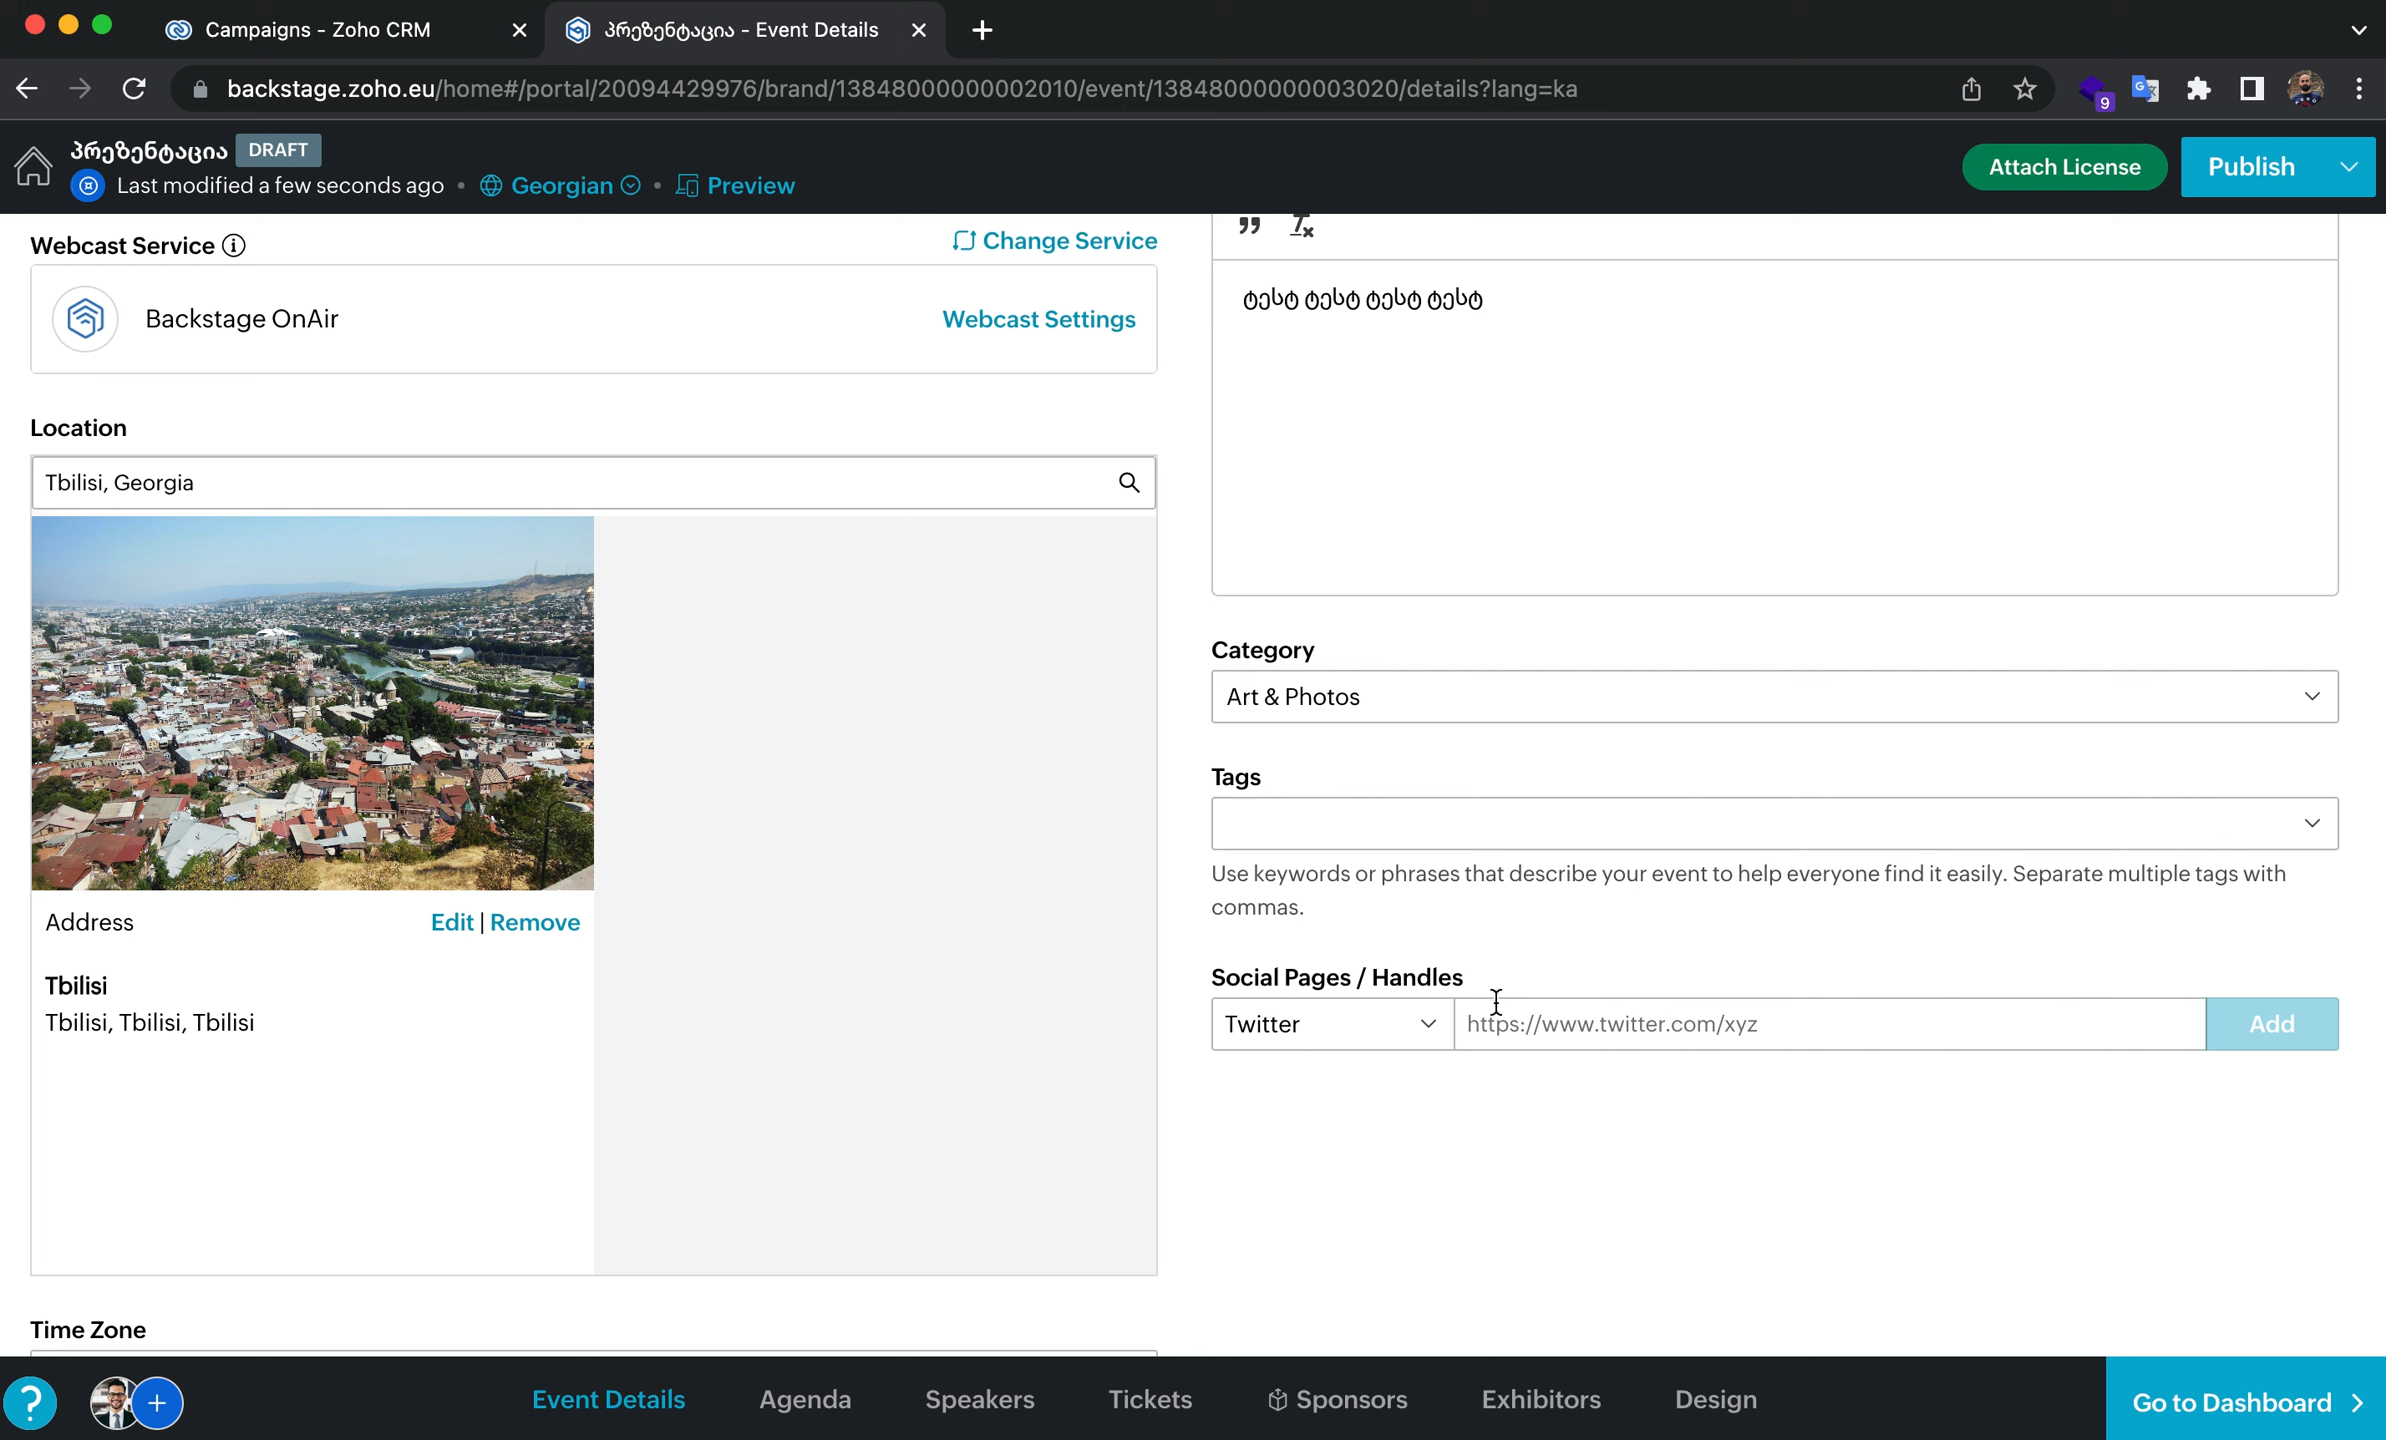 Campaigns - Zoho CRM
პრეზენტაცია - Event Details
backstage.zoho.eu/home#/portal/20094429976/brand/13848000000002010/event/13848000000003020/details?lang=ka
9
პრეზენტაცია DRAFT
Last modified a few seconds ago • Georgian • Preview
Attach License
Publish
Webcast Service
Change Service
Backstage OnAir
Webcast Settings
Location
Tbilisi, Georgia
Address
Edit | Remove
Tbilisi
Tbilisi, Tbilisi, Tbilisi
Time Zone
ტესტ ტესტ ტესტ ტესტ
Category
Art & Photos
Tags
Use keywords or phrases that describe your event to help everyone find it easily. Separate multiple tags with
commas.
Social Pages / Handles
Twitter
https://www.twitter.com/xyz
Add
Event Details
Agenda
Speakers
Tickets
Sponsors
Exhibitors
Design
Go to Dashboard